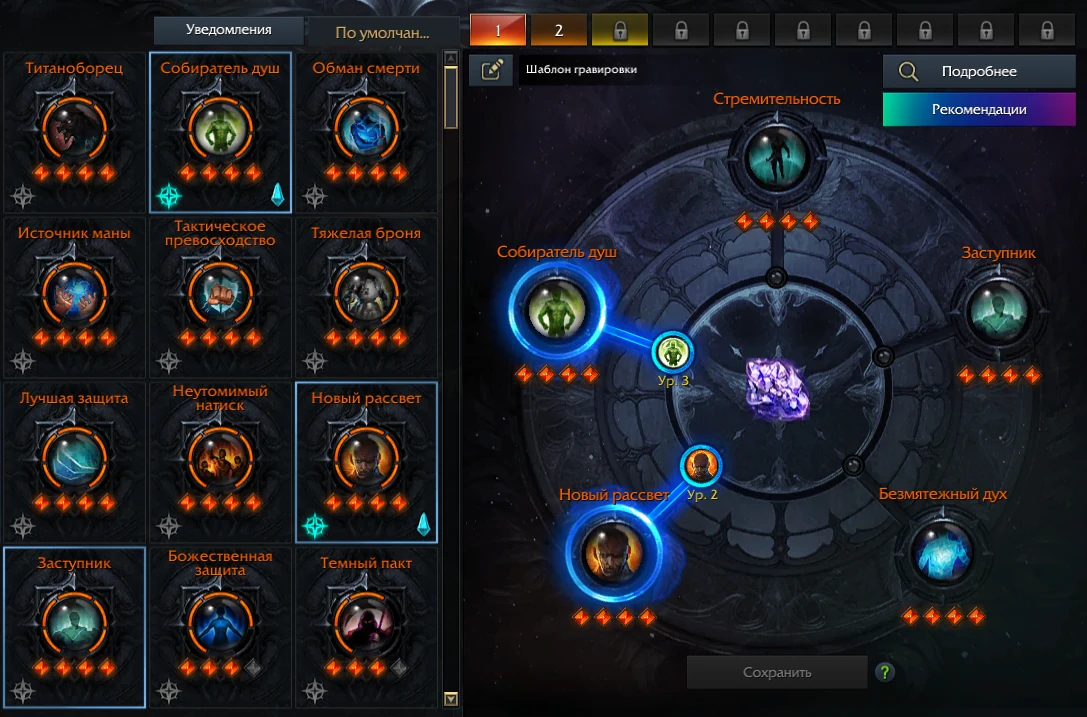 Уведомления
По умолчан...
Титаноборец
Собиратель душ
Обман смерти
Источник маны
Тактическое
превосходство
Тяжелая броня
Лучшая защита
Неутомимый
натиск
Новый рассвет
Заступник
Божественная
защита
Темный пакт
1
2
Шаблон гравировки
Подробнее
Рекомендации
Стремительность
Собиратель душ
Заступник
Ур. 3
Новый рассвет
Ур. 2
Безмятежный дух
Сохранить
?